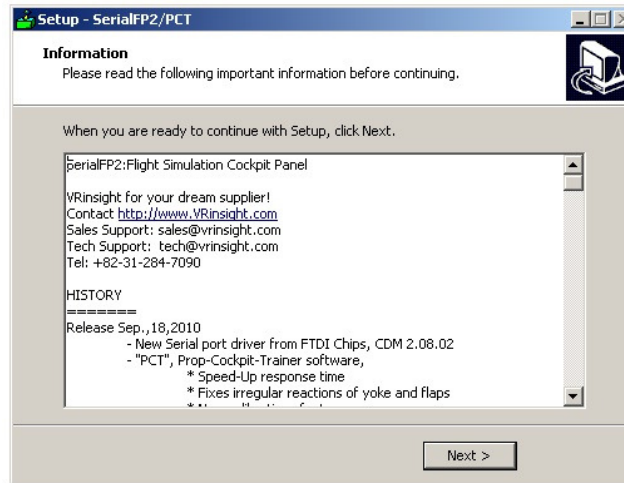 Setup - SerialFP2/PCT
Information
Please read the following important information before continuing.
When you are ready to continue with Setup, click Next.
SerialFP2:Flight Simulation Cockpit Panel
VRinsight for your dream supplier!
Contact http://www.VRinsight.com
Sales Support: sales@vrinsight.com
Tech Support: tech@vrinsight.com
Tel: +82-31-284-7090
HISTORY
=======
Release Sep.,18,2010
- New Serial port driver from FTDI Chips, CDM 2.08.02
- "PCT", Prop-Cockpit-Trainer software,
* Speed-Up response time
* Fixes irregular reactions of yoke and flaps
Next >